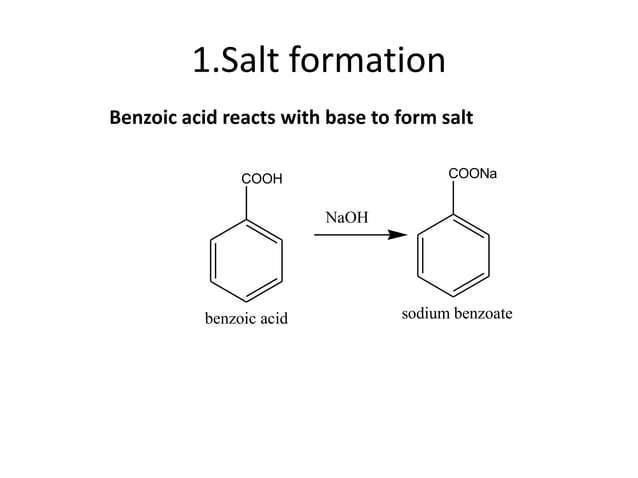 1.Salt formation
Benzoic acid reacts with base to form salt
COOH
COONa
NaOH
benzoic acid
sodium benzoate